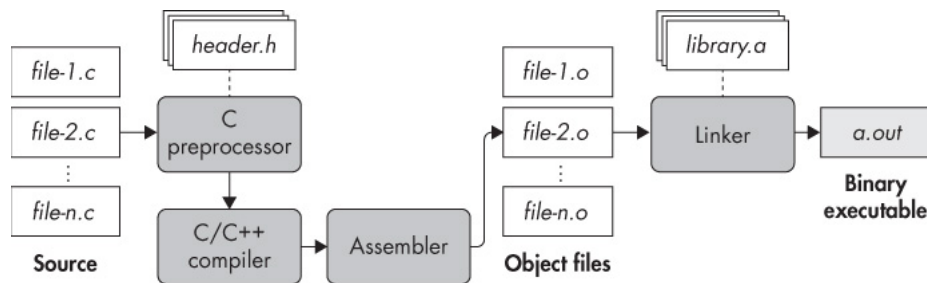 header.h
library.a
file-1.c
file-1.o
file-2.c
C
preprocessor
file-2.o
Linker
a.out
⋮
⋮
Binary
executable
file-n.c
C/C++
compiler
Assembler
file-n.o
Source
Object files